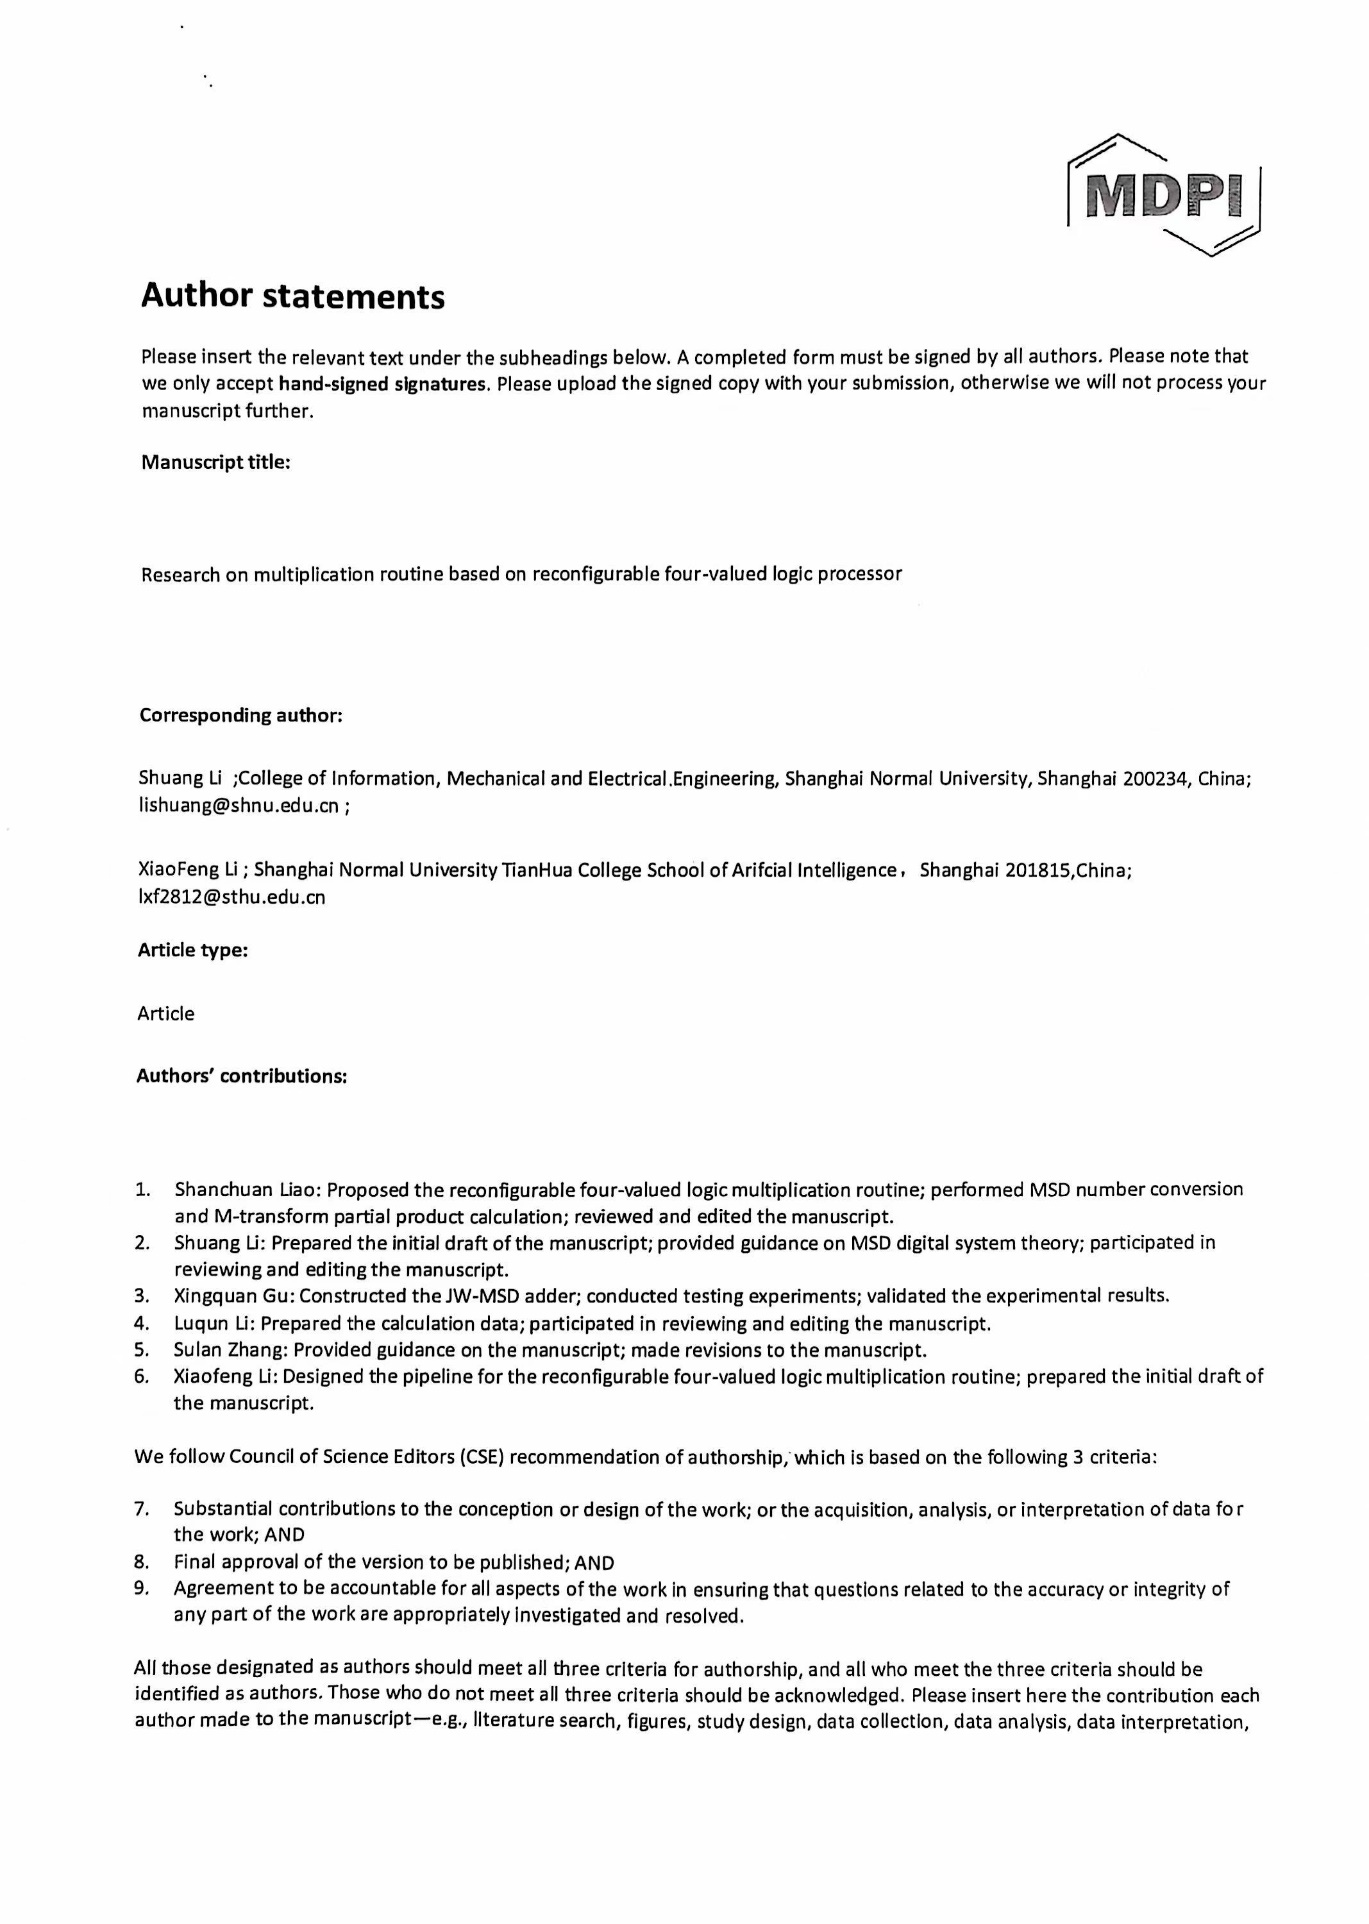 MDPI
Author statements
Please insert the relevant text under the subheadings below. A completed form must be signed by all authors. Please note that
we only accept hand-signed signatures. Please upload the signed copy with your submission, otherwise we will not process your
manuscript further.
Manuscript title:
Research on multiplication routine based on reconfigurable four-valued logic processor
Corresponding author:
Shuang Li ;College of Information, Mechanical and Electrical.Engineering, Shanghai Normal University, Shanghai 200234, China;
lishuang@shnu.edu.cn ;
XiaoFeng Li ; Shanghai Normal University TianHua College School of Arifcial Intelligence， Shanghai 201815,China;
lxf2812@sthu.edu.cn
Article type:
Article
Authors’ contributions:
1. Shanchuan Liao: Proposed the reconfigurable four-valued logic multiplication routine; performed MSD number conversion
and M-transform partial product calculation; reviewed and edited the manuscript.
2. Shuang Li: Prepared the initial draft of the manuscript; provided guidance on MSD digital system theory; participated in
reviewing and editing the manuscript.
3. Xingquan Gu: Constructed the JW-MSD adder; conducted testing experiments; validated the experimental results.
4. Luqun Li: Prepared the calculation data; participated in reviewing and editing the manuscript.
5. Sulan Zhang: Provided guidance on the manuscript; made revisions to the manuscript.
6. Xiaofeng Li: Designed the pipeline for the reconfigurable four-valued logic multiplication routine; prepared the initial draft of
the manuscript.
We follow Council of Science Editors (CSE) recommendation of authorship, which is based on the following 3 criteria:
7. Substantial contributions to the conception or design of the work; or the acquisition, analysis, or interpretation of data for
the work; AND
8. Final approval of the version to be published; AND
9. Agreement to be accountable for all aspects of the work in ensuring that questions related to the accuracy or integrity of
any part of the work are appropriately investigated and resolved.
All those designated as authors should meet all three criteria for authorship, and all who meet the three criteria should be
identified as authors. Those who do not meet all three criteria should be acknowledged. Please insert here the contribution each
author made to the manuscript—e.g., literature search, figures, study design, data collection, data analysis, data interpretation,